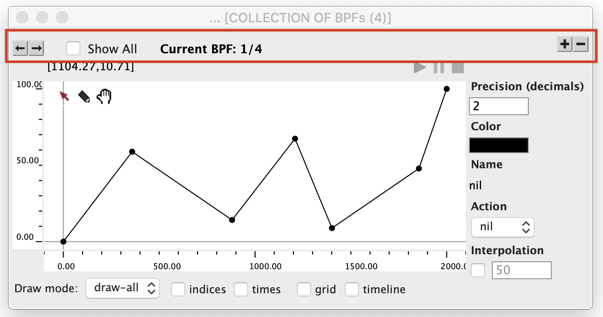 ... [COLLECTION OF BPFs (4)]
Show All Current BPF: 1/4
[1104.27,10.71]
Precision (decimals)
100.00
2
Color
Name
50.00
nil
Action
nil
0.00
Interpolation
0.00 500.00 1000.00 1500.00 2000.0
50
Draw mode: draw-all indices times grid timeline